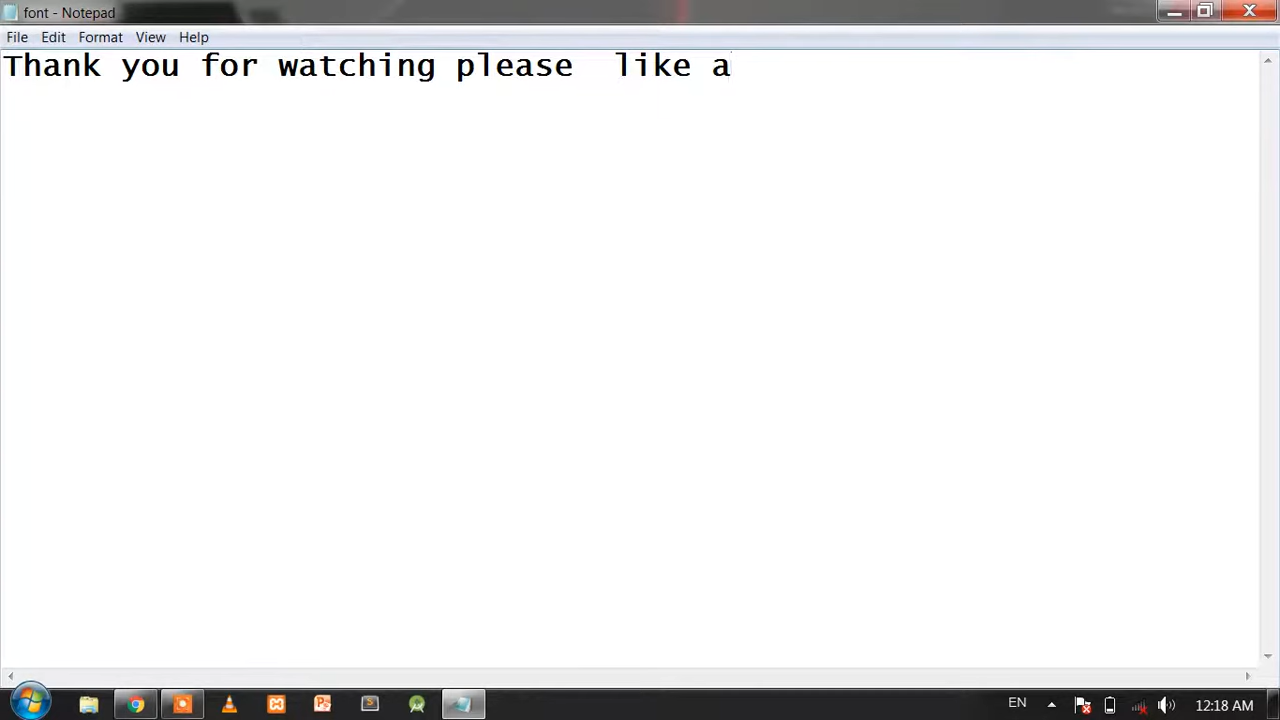 font - Notepad
File Edit Format View Help
Thank you for watching please  like a
EN 12:18 AM